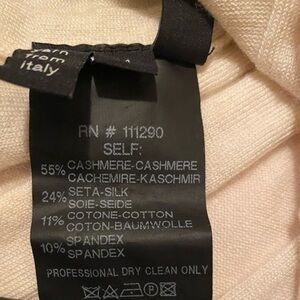 yarn
from
italy
RN # 111290
SELF:
55% CASHMERE-CASHMERE
CACHEMIRE-KASCHMIR
24% SETA-SILK
SOIE-SEIDE
11% COTONE-COTTON
COTON-BAUMWOLLE
10% SPANDEX
SPANDEX
PROFESSIONAL DRY CLEAN ONLY